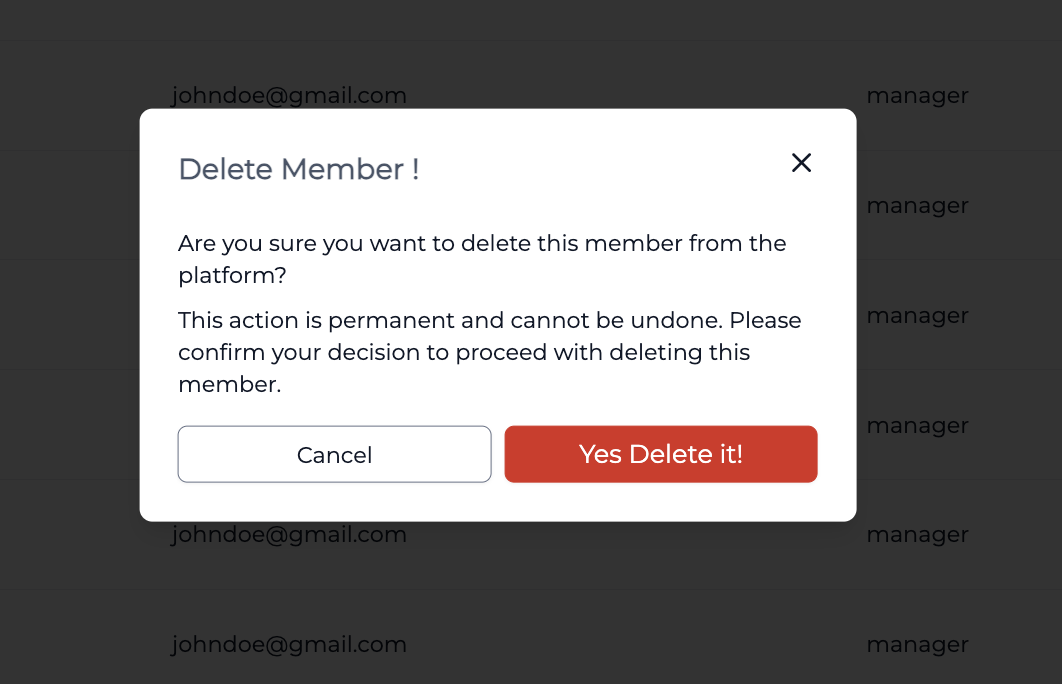 johndoe@gmail.com manager
Delete Member !
manager
Are you sure you want to delete this member from the
platform?
This action is permanent and cannot be undone. Please
manager
confirm your decision to proceed with deleting this
member.
manager
Cancel Yes Delete it!
johndoe@gmail.com manager
johndoe@gmail.com manager